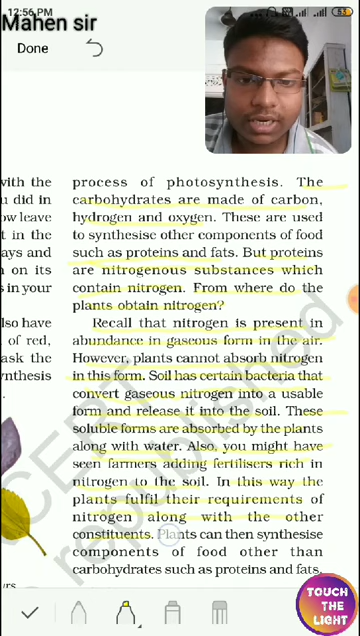 12:56 PM
53
Mahen sir
Done
with the
u did in
ow leave
t in the
ays and
n on its
s in your
lso have
of red,
ask the
ynthesis
.
process of photosynthesis. The
carbohydrates are made of carbon,
hydrogen and oxygen. These are used
to synthesise other components of food
such as proteins and fats. But proteins
are nitrogenous substances which
contain nitrogen. From where do the
plants obtain nitrogen?
Recall that nitrogen is present in
abundance in gaseous form in the air.
However, plants cannot absorb nitrogen
in this form. Soil has certain bacteria that
convert gaseous nitrogen into a usable
form and release it into the soil. These
soluble forms are absorbed by the plants
along with water. Also, you might have
seen farmers adding fertilisers rich in
nitrogen to the soil. In this way the
plants fulfil their requirements of
nitrogen along with the other
constituents. Plants can then synthesise
components of food other than
carbohydrates such as proteins and fats.
republished
TOUCH
THE
LIGHT